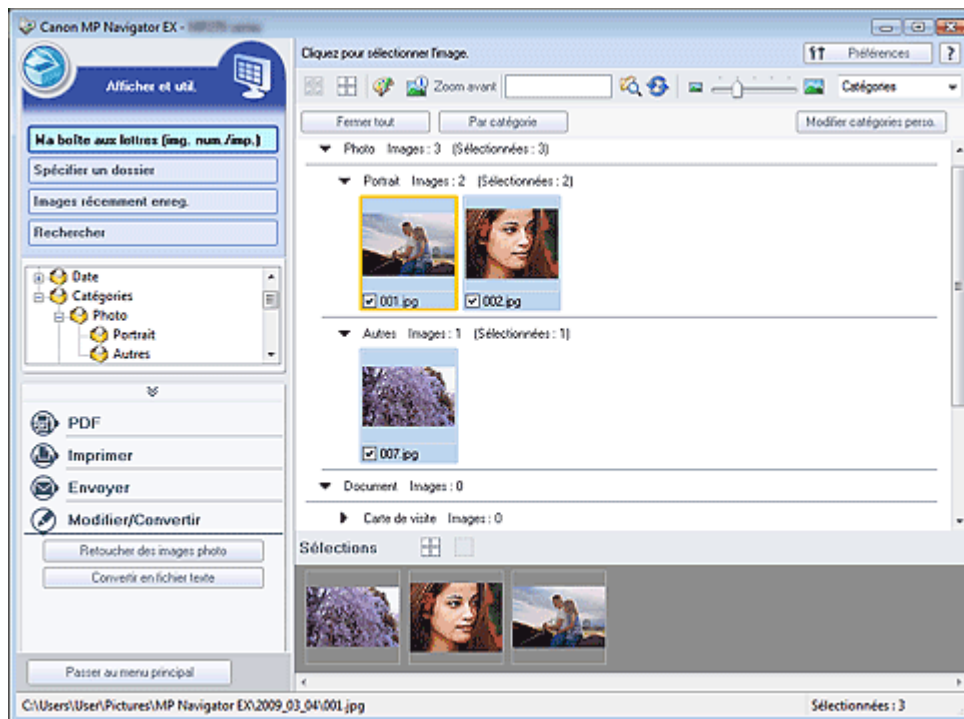 Canon MP Navigator EX -
Afficher et util.
Ma boîte aux lettres (img. num./imp.)
Spécifier un dossier
Images récemment enreg.
Rechercher
Date
Catégories
Photo
Portrait
Autres
PDF
Imprimer
Envoyer
Modifier/Convertir
Retoucher des images photo
Convertir en fichier texte
Passer au menu principal
Cliquez pour sélectionner l'image.
Préférences ?
Zoom avant
Catégories
Fermer tout Par catégorie Modifier catégories perso.
Photo Images : 3 (Sélectionnées : 3)
Portrait Images : 2 (Sélectionnées : 2)
001.jpg 002.jpg
Autres Images : 1 (Sélectionnées : 1)
007.jpg
Document Images : 0
Carte de visite Images : 0
Sélections
C:\Users\User\Pictures\MP Navigator EX\2009_03_04\001.jpg Sélectionnées : 3